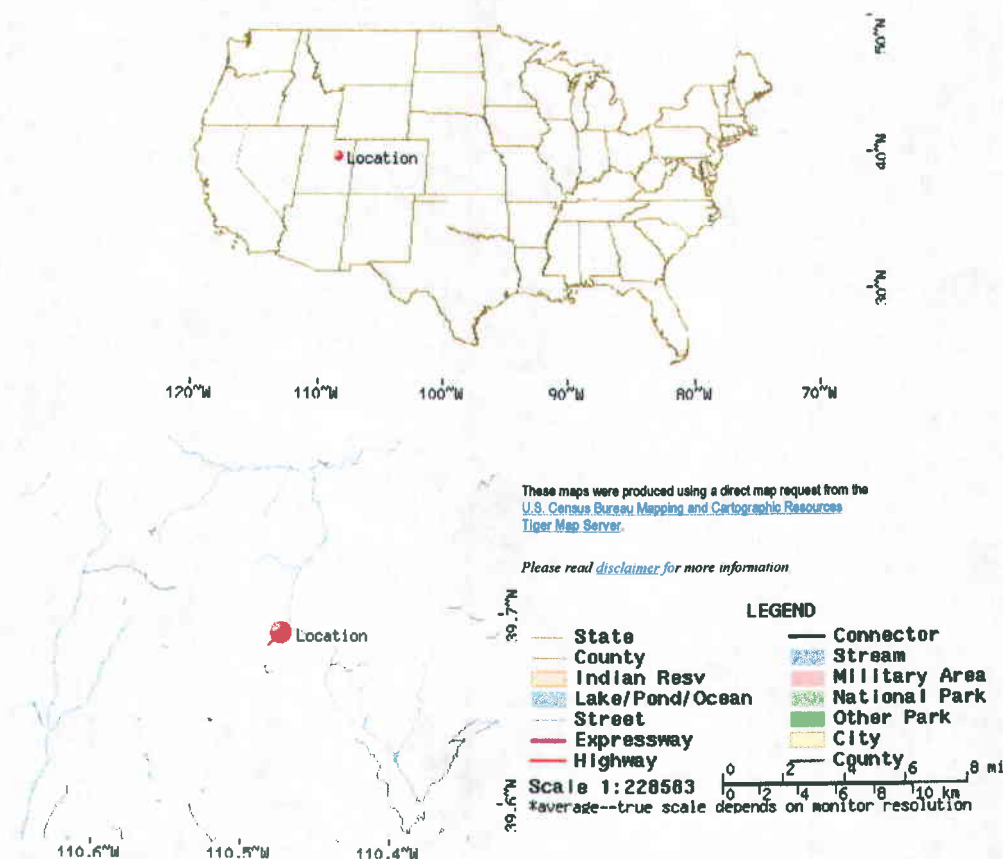 50~N
Location
40~N
30~N
120~W 110~W 100~W 90~W 80~W 70~W
These maps were produced using a direct map request from the
U.S. Census Bureau Mapping and Cartographic Resources
Tiger Map Server.
Please read disclaimer for more information
39.7~N
Location
LEGEND
State
County
Indian Resv
Lake/Pond/Ocean
Street
Expressway
Highway
Connector
Stream
Military Area
National Park
Other Park
City
County
0 2 4 6 8 mi
0 2 4 6 8 10 km
Scale 1:228583
*average--true scale depends on monitor resolution
39.6~N
110.6~W 110.5~W 110.4~W